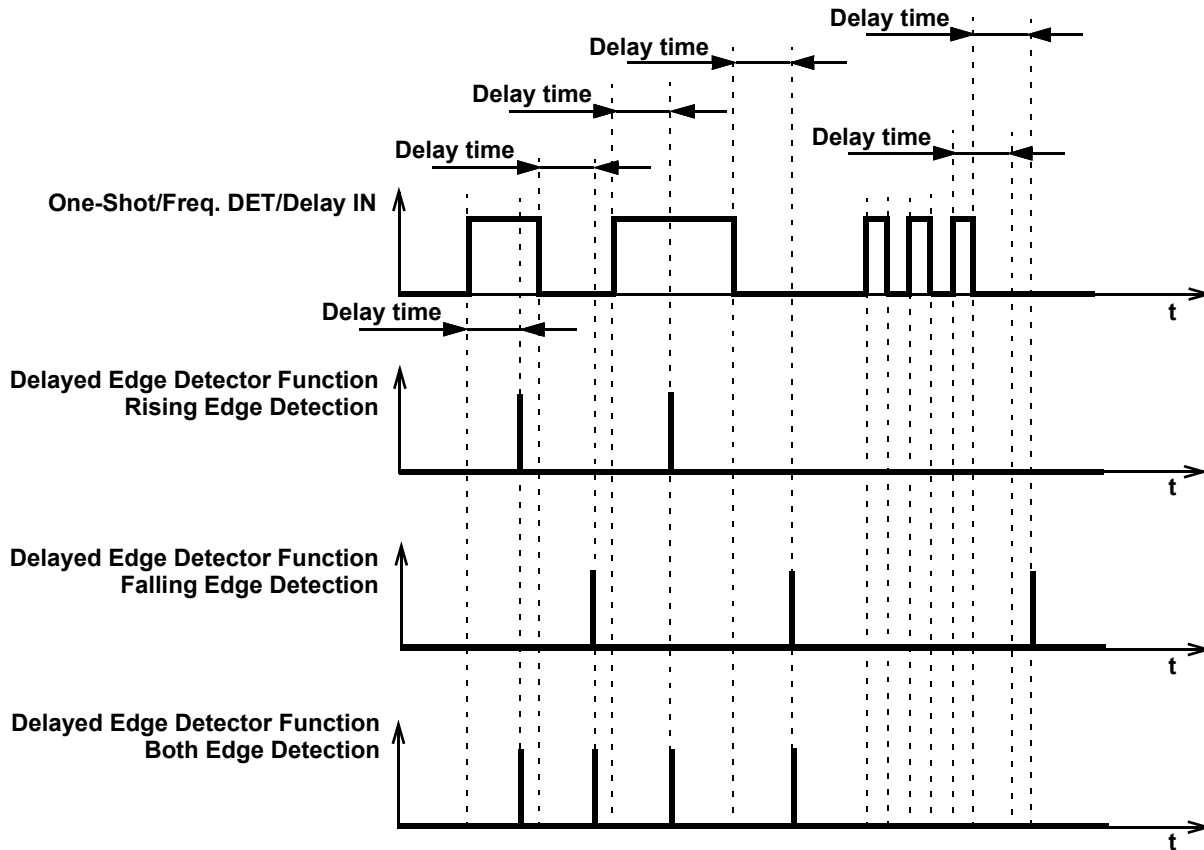 Delay time
Delay time
Delay time
Delay time
Delay time
One-Shot/Freq. DET/Delay IN
t
Delay time
Delayed Edge Detector Function
Rising Edge Detection
t
Delayed Edge Detector Function
Falling Edge Detection
t
Delayed Edge Detector Function
Both Edge Detection
t